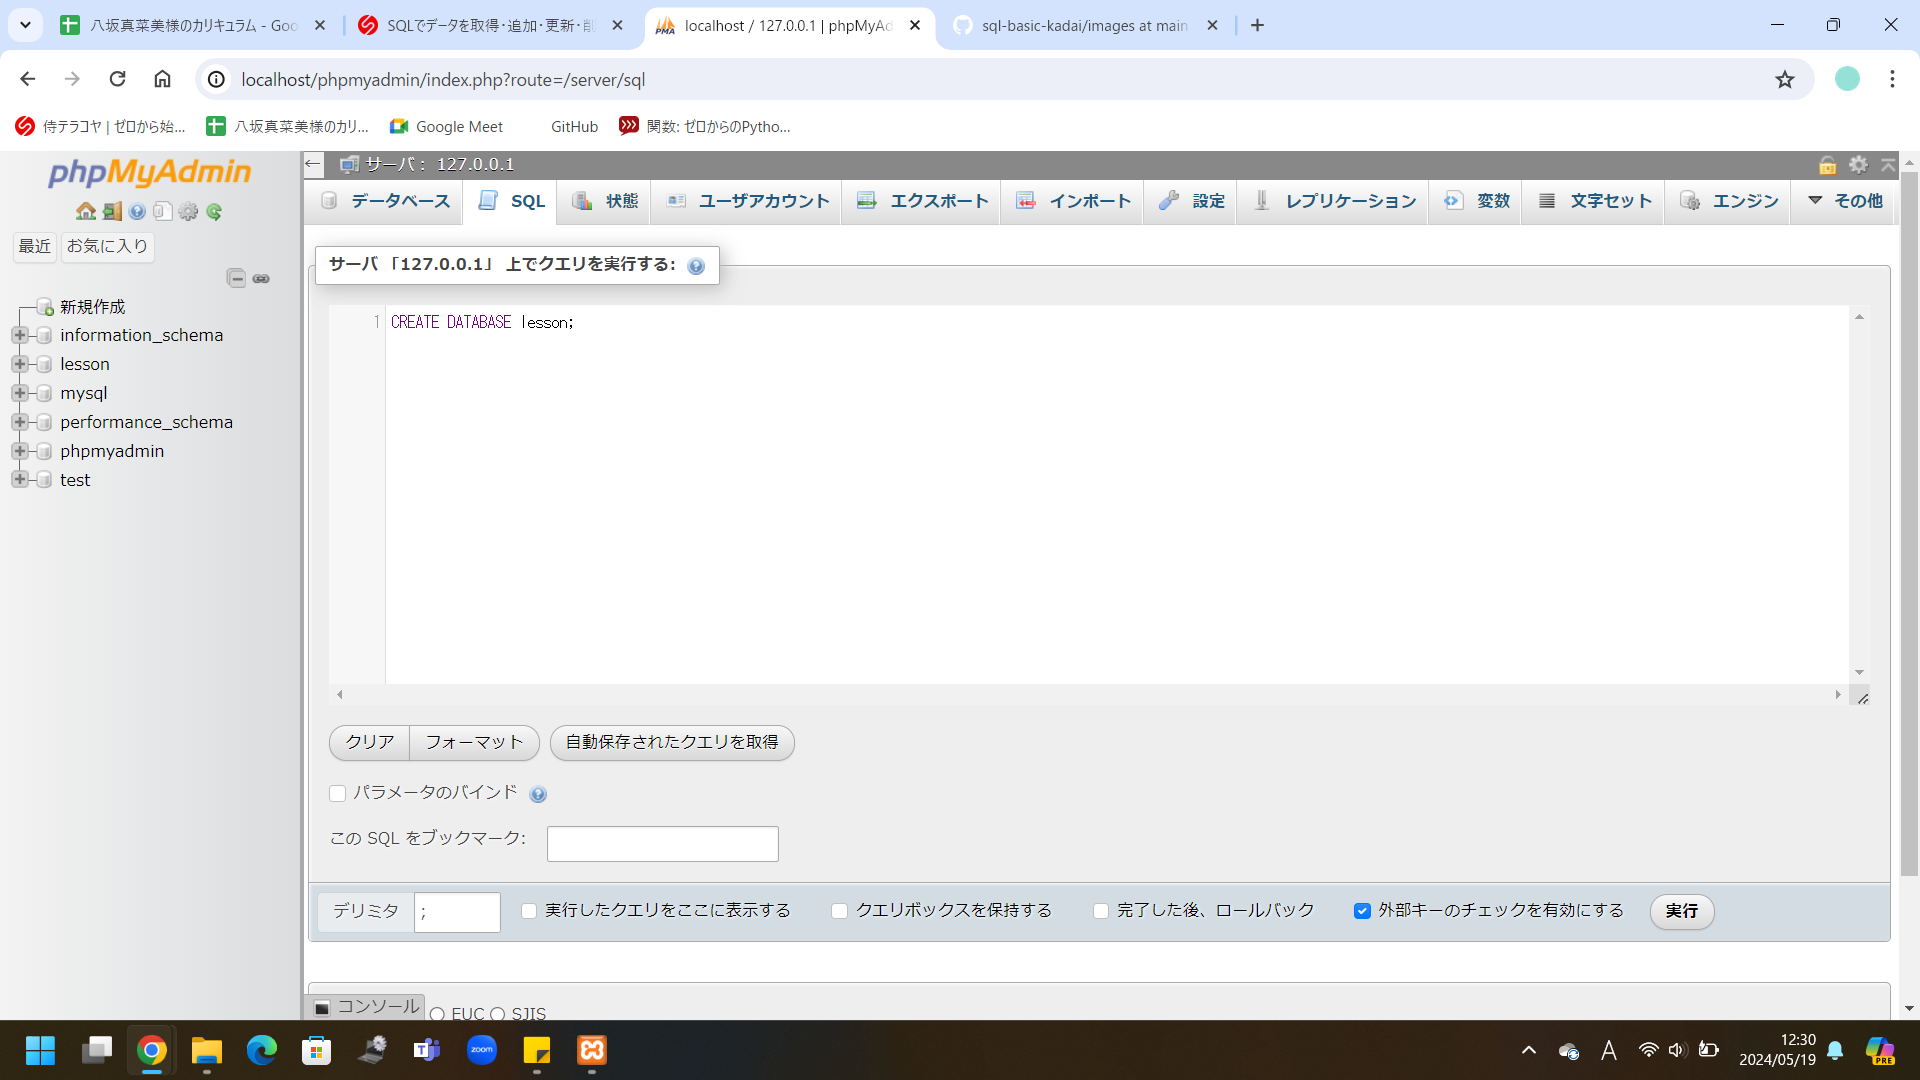 八坂真菜美様のカリキュラム - Goo
SQLでデータを取得・追加・更新・削
localhost / 127.0.0.1 | phpMyAd
sql-basic-kadai/images at main
localhost/phpmyadmin/index.php?route=/server/sql
侍テラコヤ | ゼロから始...
八坂真菜美様のカリ...
Google Meet
GitHub
関数: ゼロからのPytho...
phpMyAdmin
サーバ: 127.0.0.1
データベース
SQL
状態
ユーザアカウント
エクスポート
インポート
設定
レプリケーション
変数
文字セット
エンジン
その他
最近
お気に入り
新規作成
information_schema
lesson
mysql
performance_schema
phpmyadmin
test
サーバ 「127.0.0.1」 上でクエリを実行する:
1 CREATE DATABASE lesson;
クリア
フォーマット
自動保存されたクエリを取得
パラメータのバインド
この SQL をブックマーク:
デリミタ
;
実行したクエリをここに表示する
クエリボックスを保持する
完了した後、ロールバック
外部キーのチェックを有効にする
実行
コンソール
EUC
SJIS
zoom
A
12:30
2024/05/19
PRE